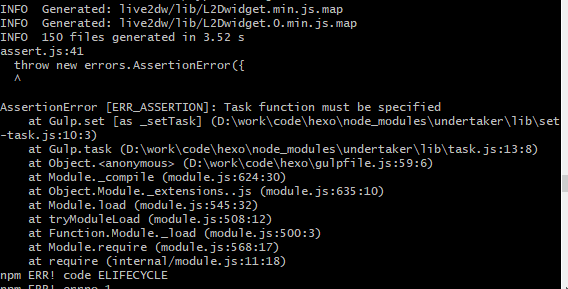 INFO  Generated: live2dw/lib/L2Dwidget.min.js.map
INFO  Generated: live2dw/lib/L2Dwidget.0.min.js.map
INFO  150 files generated in 3.52 s
assert.js:41
  throw new errors.AssertionError({
  ^
AssertionError [ERR_ASSERTION]: Task function must be specified
    at Gulp.set [as _setTask] (D:\work\code\hexo\node_modules\undertaker\lib\set
-task.js:10:3)
    at Gulp.task (D:\work\code\hexo\node_modules\undertaker\lib\task.js:13:8)
    at Object.<anonymous> (D:\work\code\hexo\gulpfile.js:59:6)
    at Module._compile (module.js:624:30)
    at Object.Module._extensions..js (module.js:635:10)
    at Module.load (module.js:545:32)
    at tryModuleLoad (module.js:508:12)
    at Function.Module._load (module.js:500:3)
    at Module.require (module.js:568:17)
    at require (internal/module.js:11:18)
npm ERR! code ELIFECYCLE
npm ERR! errno 1